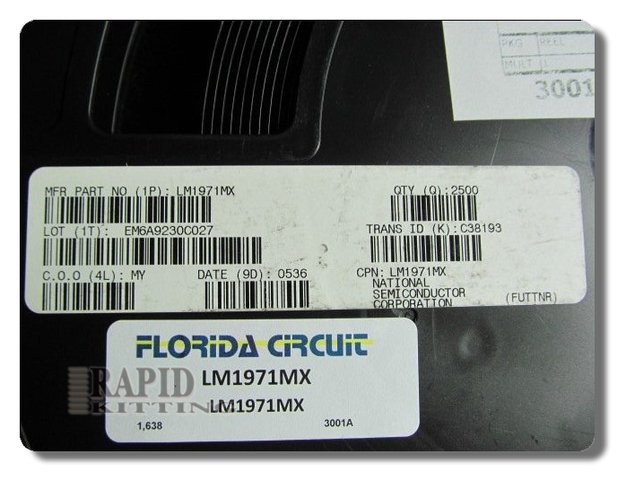 PKG REEL
MULT 1
3001
MFR PART NO (1P): LM1971MX
QTY (Q):2500
LOT (1T): EM6A9230C027
TRANS ID (K):C38193
C.O.O (4L): MY
DATE (9D): 0536
CPN: LM1971MX
NATIONAL
SEMICONDUCTOR
CORPORATION
(FUTTNR)
FLORIDA CIRCUIT
LM1971MX
LM1971MX
1,638
3001A
RAPID
KITTING